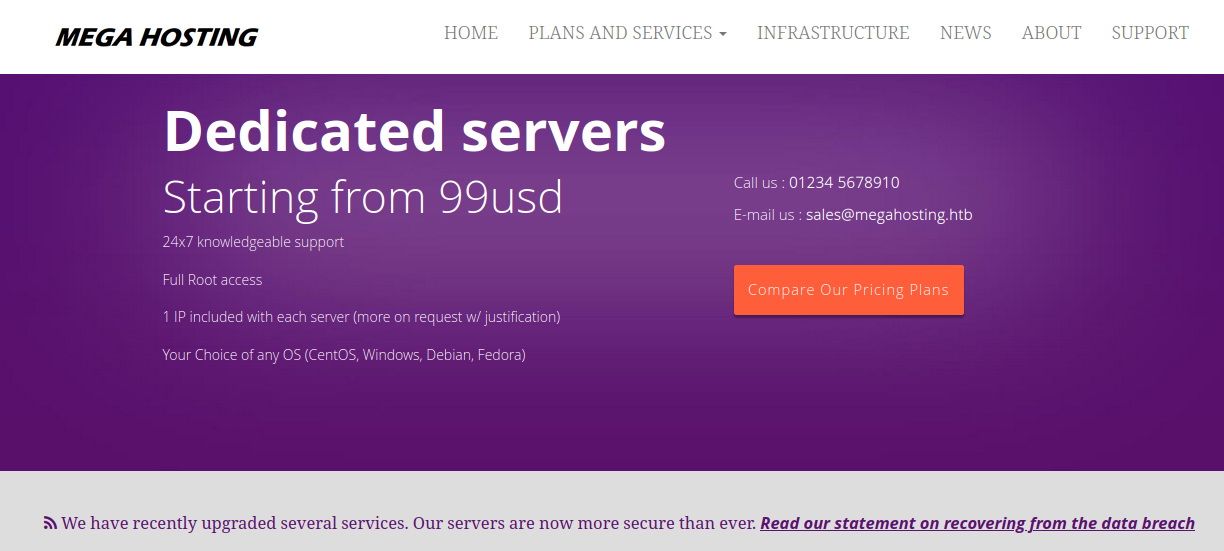 MEGA HOSTING
HOME PLANS AND SERVICES INFRASTRUCTURE NEWS ABOUT SUPPORT
Dedicated servers
Starting from 99usd
24x7 knowledgeable support
Full Root access
1 IP included with each server (more on request w/ justification)
Your Choice of any OS (CentOS, Windows, Debian, Fedora)
Call us : 01234 5678910
E-mail us : sales@megahosting.htb
Compare Our Pricing Plans
We have recently upgraded several services. Our servers are now more secure than ever. Read our statement on recovering from the data breach